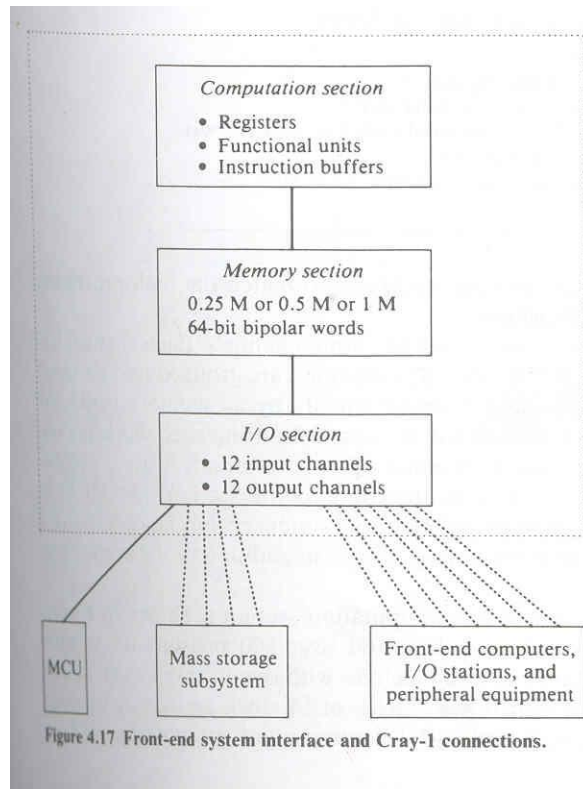 Computation section
• Registers
• Functional units
• Instruction buffers
Memory section
0.25 M or 0.5 M or 1 M
64-bit bipolar words
I/O section
• 12 input channels
• 12 output channels
MCU
Mass storage
subsystem
Front-end computers,
I/O stations, and
peripheral equipment
Figure 4.17 Front-end system interface and Cray-1 connections.